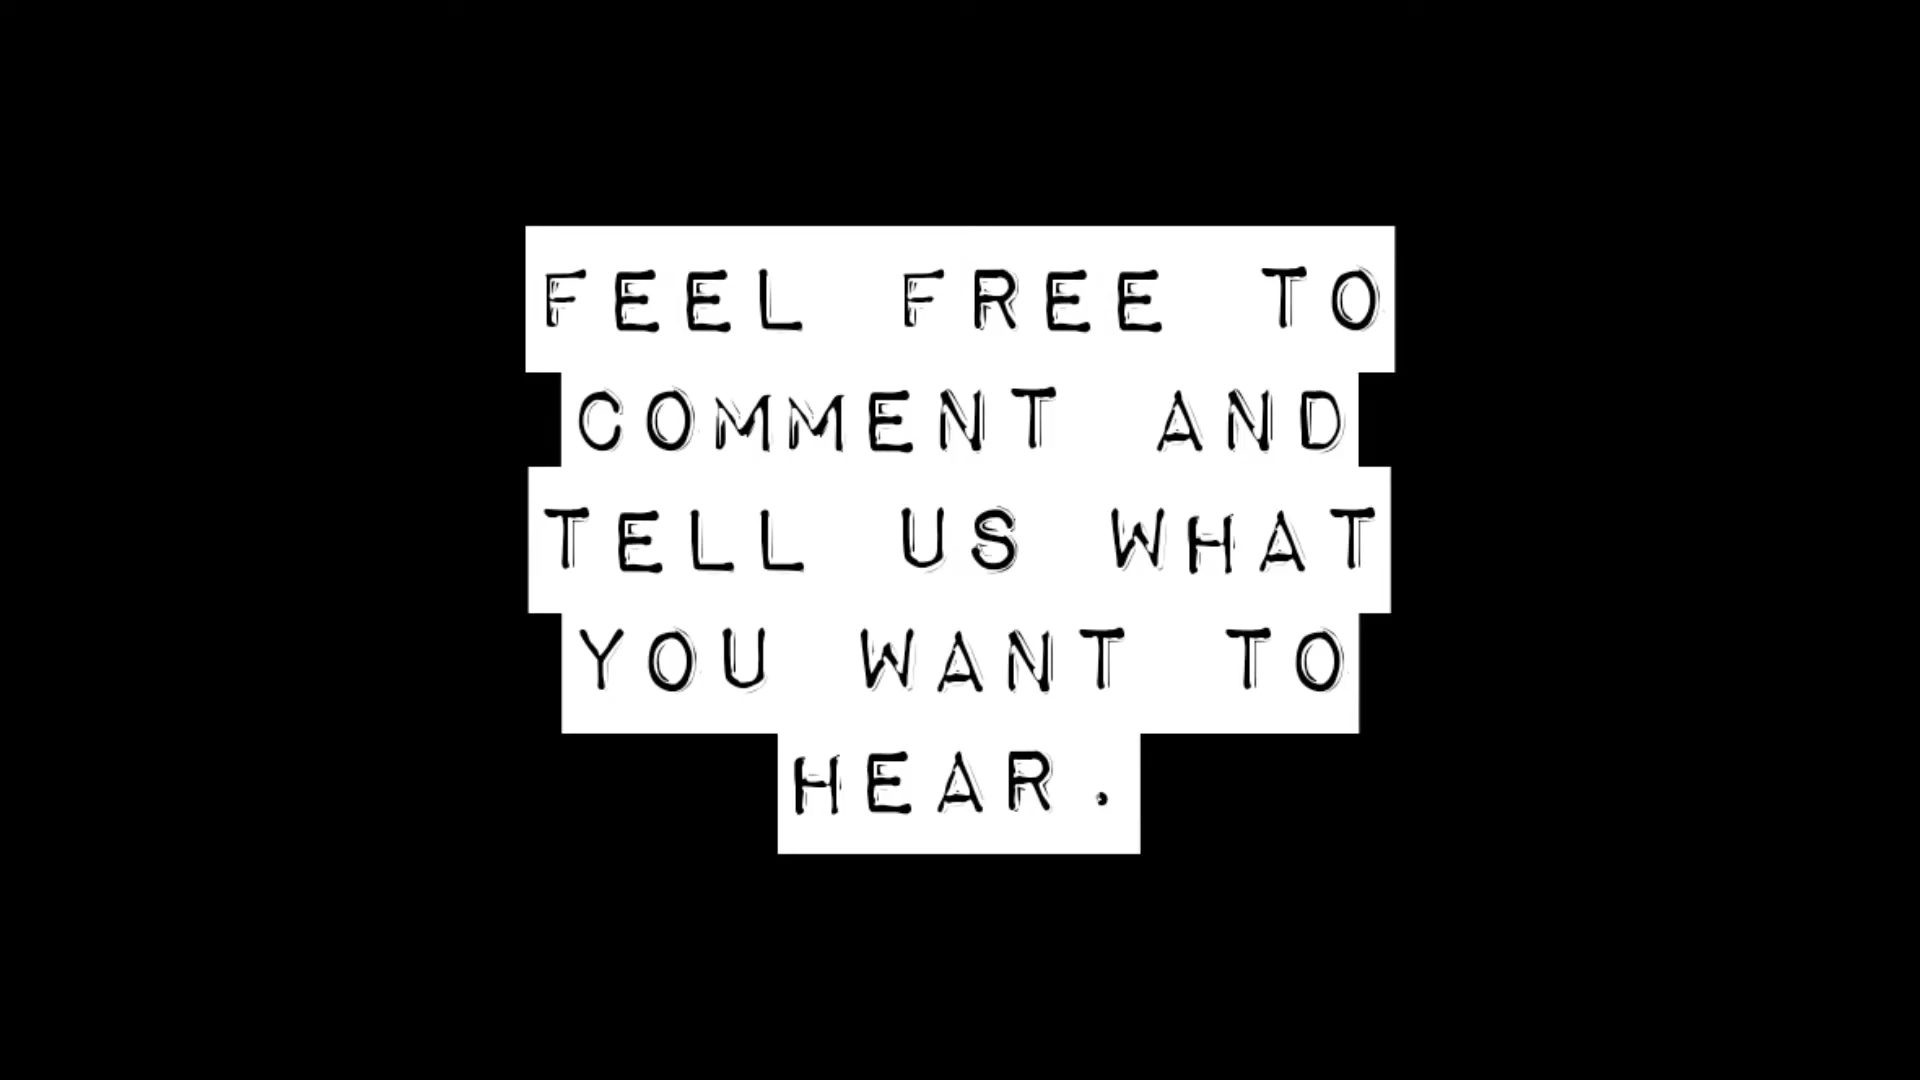 FEEL FREE TO
COMMENT AND
TELL US WHAT
YOU WANT TO
HEAR.